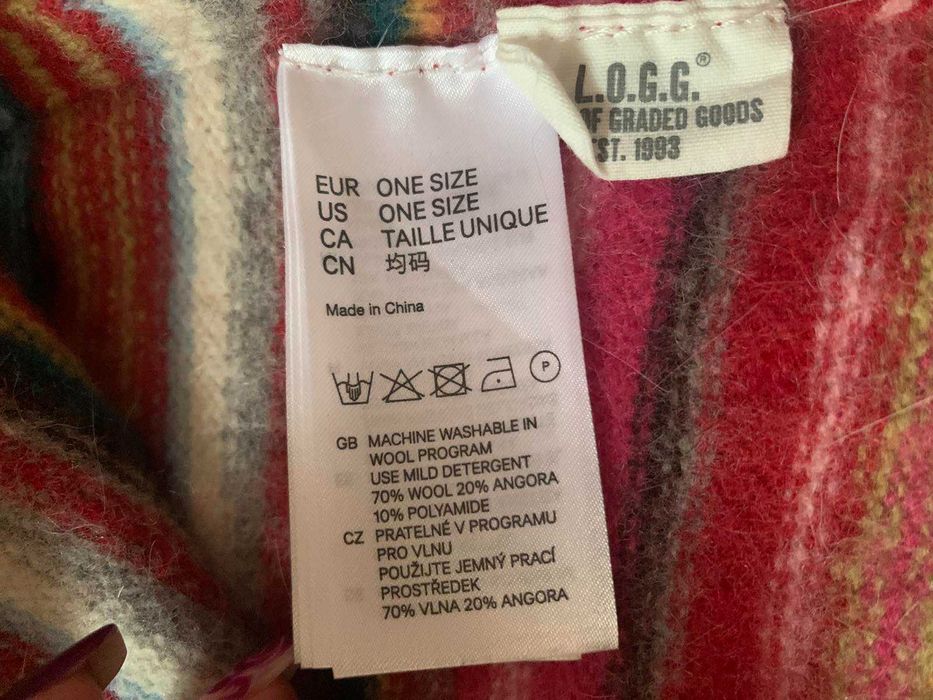 L.O.G.G.®
OF GRADED GOODS
EST. 1993
EUR ONE SIZE
US ONE SIZE
CA TAILLE UNIQUE
CN 均码
Made in China
P
GB MACHINE WASHABLE IN
WOOL PROGRAM
USE MILD DETERGENT
70% WOOL 20% ANGORA
10% POLYAMIDE
CZ PRATELNÉ V PROGRAMU
PRO VLNU
POUŽIJTE JEMNÝ PRACÍ
PROSTŘEDEK
70% VLNA 20% ANGORA